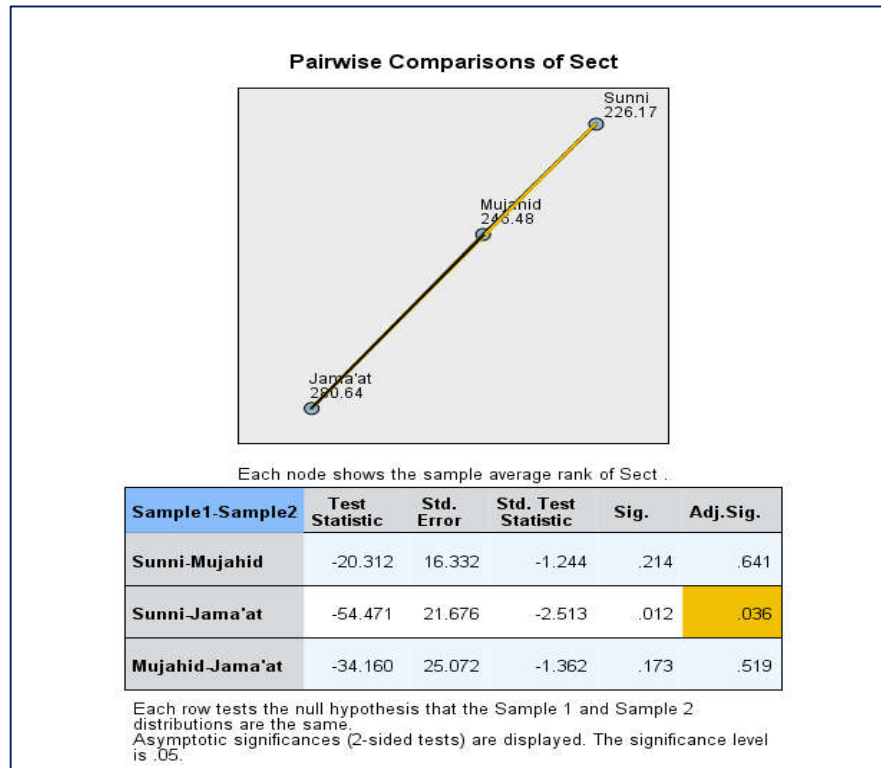 Pairwise Comparisons of Sect
Sunni
226.17
Mujahid
246.48
Jama'at
280.64
Each node shows the sample average rank of Sect .
Sample1-Sample2 Test Statistic Std. Error Std. Test Statistic Sig. Adj.Sig.
Sunni-Mujahid -20.312 16.332 -1.244 .214 .641
Sunni-Jama'at -54.471 21.676 -2.513 .012 .036
Mujahid-Jama'at -34.160 25.072 -1.362 .173 .519
Each row tests the null hypothesis that the Sample 1 and Sample 2
distributions are the same.
Asymptotic significances (2-sided tests) are displayed. The significance level
is .05.